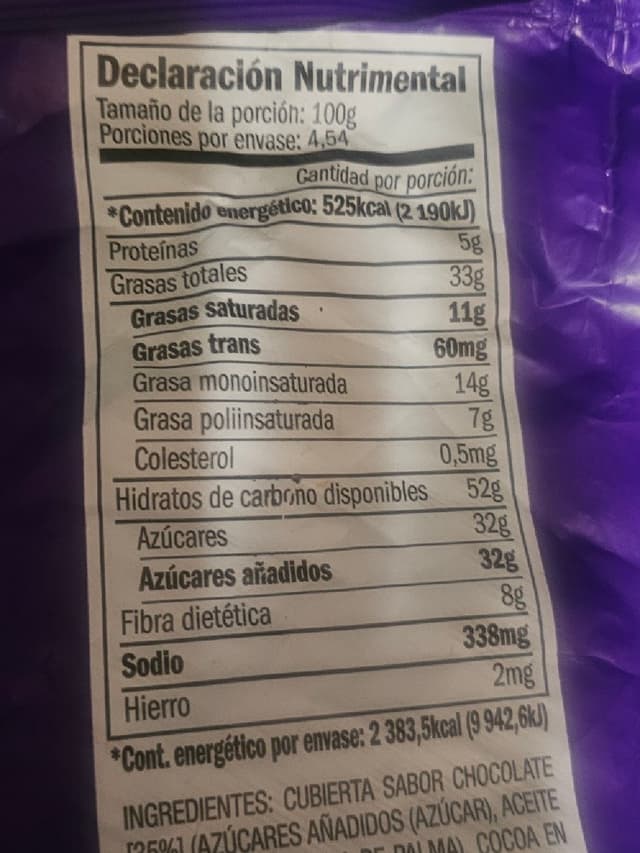 Declaración Nutrimental
Tamaño de la porción: 100g
Porciones por envase: 4,54
Cantidad por porción:
*Contenido energético: 525kcal (2 190kJ)
Proteínas 5g
Grasas totales 33g
Grasas saturadas 11g
Grasas trans 60mg
Grasa monoinsaturada 14g
Grasa poliinsaturada 7g
Colesterol 0,5mg
Hidratos de carbono disponibles 52g
Azúcares 32g
Azúcares añadidos 32g
Fibra dietética 8g
Sodio 338mg
Hierro 2mg
*Cont. energético por envase: 2 383,5kcal (9 942,6kJ)
INGREDIENTES: CUBIERTA SABOR CHOCOLATE
[25%] (AZÚCARES AÑADIDOS (AZÚCAR), ACEITE
DE PALMA), COCOA EN